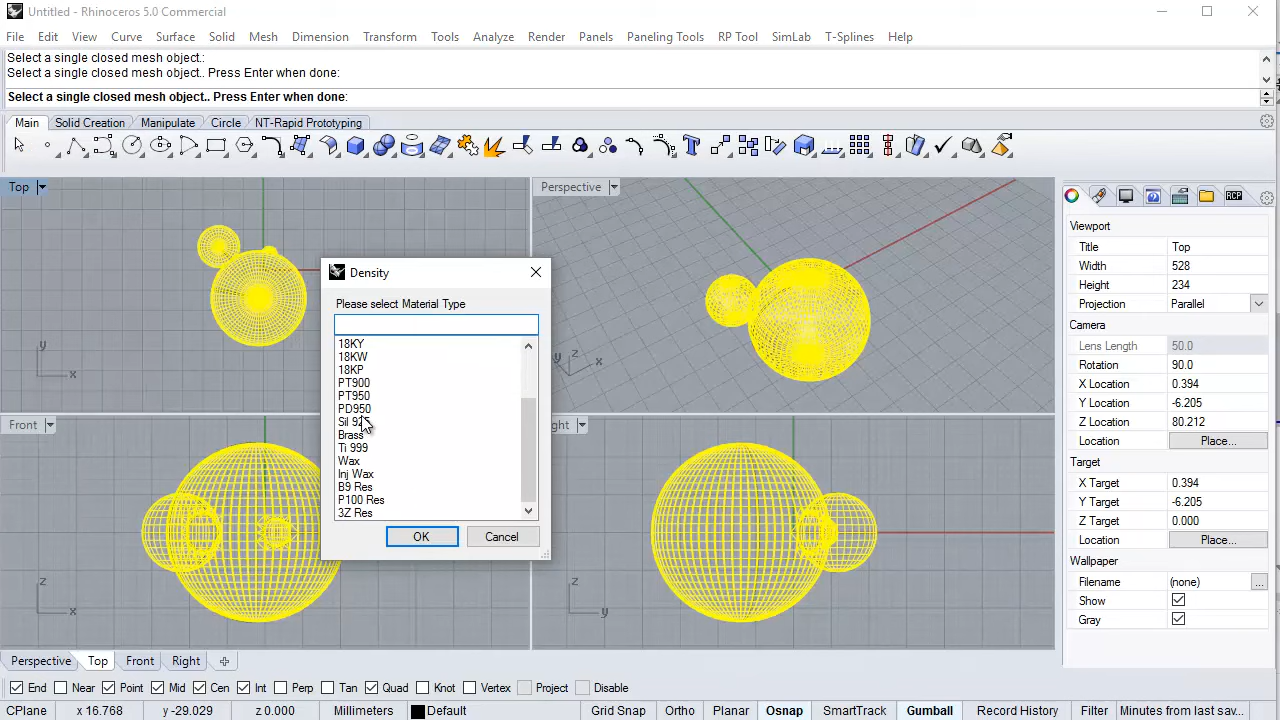 Untitled - Rhinoceros 5.0 Commercial
File Edit View Curve Surface Solid Mesh Dimension Transform Tools Analyze Render Panels Paneling Tools RP Tool SimLab T-Splines Help
Select a single closed mesh object.:
Select a single closed mesh object.. Press Enter when done:
Select a single closed mesh object.. Press Enter when done:
Main Solid Creation Manipulate Circle NT-Rapid Prototyping
Top
Perspective
Density
Please select Material Type
18KY
18KW
18KP
PT900
PT950
PD950
Brass
Ti 999
Wax
Inj Wax
B9 Res
P100 Res
3Z Res
OK Cancel
Front
y
x
y z x
z
x
z
y
RCP
Viewport
Title Top
Width 528
Height 234
Projection Parallel
Camera
Lens Length 50.0
Rotation 90.0
X Location 0.394
Y Location -6.205
Z Location 80.212
Location Place...
Target
X Target 0.394
Y Target -6.205
Z Target 0.000
Location Place...
Wallpaper
Filename (none) ...
Show
Gray
Perspective Top Front Right
End Near Point Mid Cen Int Perp Tan Quad Knot Vertex Project Disable
CPlane x 16.768 y -29.029 z 0.000 Millimeters Default Grid Snap Ortho Planar Osnap SmartTrack Gumball Record History Filter Minutes from last sav...